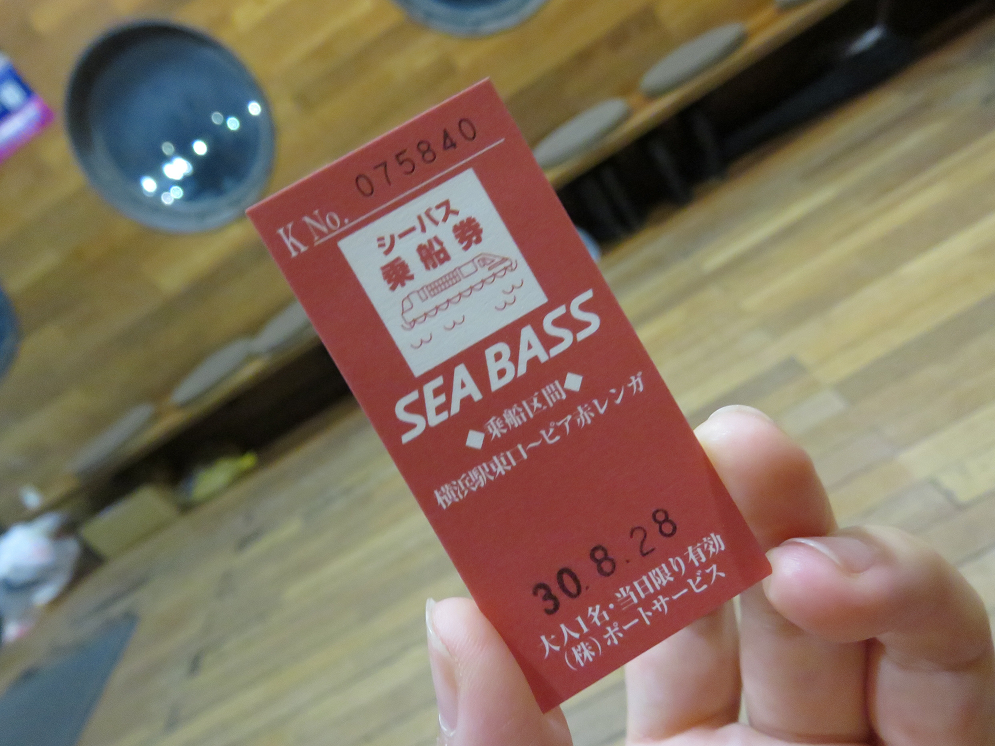 K No. 075840
シーバス
乗船券
SEA BASS
◆乗船区間◆
横浜駅東口～ピア赤レンガ
30.8.28
大人1名・当日限り有効
(株)ポートサービス